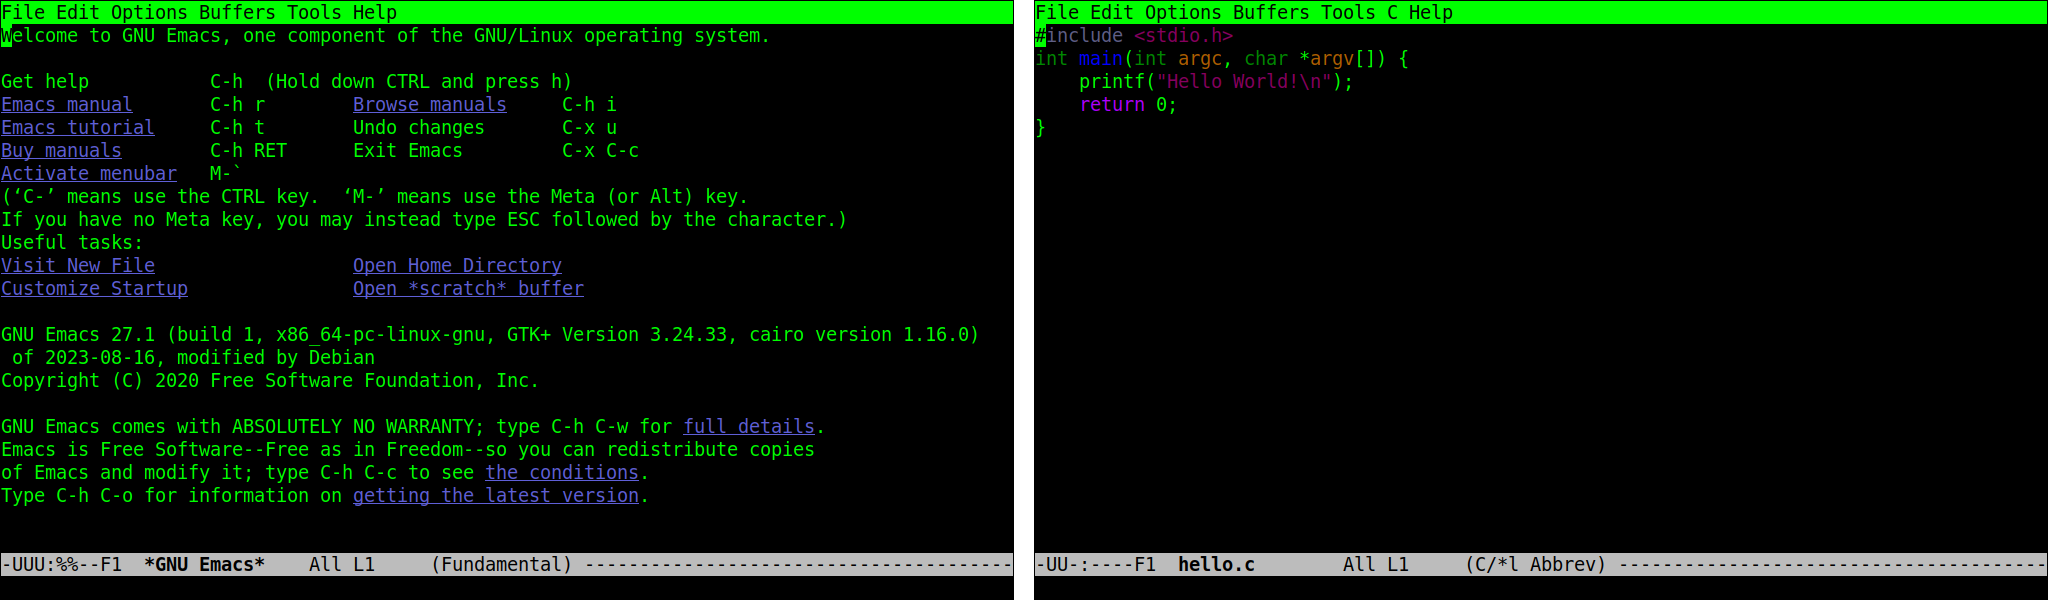 File Edit Options Buffers Tools Help
Welcome to GNU Emacs, one component of the GNU/Linux operating system.
Get help           C-h  (Hold down CTRL and press h)
Emacs manual       C-h r        Browse manuals     C-h i
Emacs tutorial     C-h t        Undo changes       C-x u
Buy manuals        C-h RET      Exit Emacs         C-x C-c
Activate menubar   M-`
(‘C-’ means use the CTRL key.  ‘M-’ means use the Meta (or Alt) key.
If you have no Meta key, you may instead type ESC followed by the character.)
Useful tasks:
Visit New File                  Open Home Directory
Customize Startup               Open *scratch* buffer
GNU Emacs 27.1 (build 1, x86_64-pc-linux-gnu, GTK+ Version 3.24.33, cairo version 1.16.0)
 of 2023-08-16, modified by Debian
Copyright (C) 2020 Free Software Foundation, Inc.
GNU Emacs comes with ABSOLUTELY NO WARRANTY; type C-h C-w for full details.
Emacs is Free Software--Free as in Freedom--so you can redistribute copies
of Emacs and modify it; type C-h C-c to see the conditions.
Type C-h C-o for information on getting the latest version.
-UUU:%%--F1  *GNU Emacs*    All L1     (Fundamental) ---------------------------------------
File Edit Options Buffers Tools C Help
#include <stdio.h>
int main(int argc, char *argv[]) {
    printf("Hello World!\n");
    return 0;
}
-UU-:----F1  hello.c        All L1     (C/*l Abbrev) ---------------------------------------